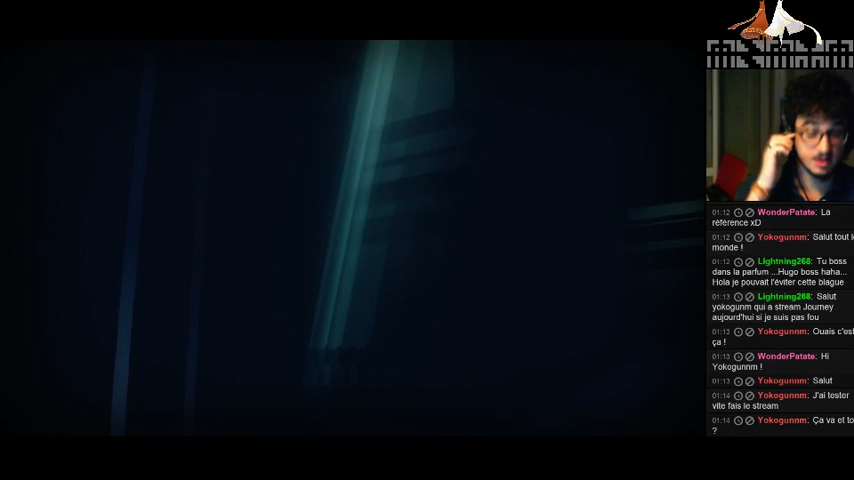 01:12 WonderPatate: La
référence xD
01:12 Yokogunnm: Salut tout l
monde !
01:12 Lightning268: Tu boss
dans la parfum ...Hugo boss haha...
Hola je pouvait l'éviter cette blague
01:13 Lightning268: Salut
yokogunm qui a stream Journey
aujourd'hui si je suis pas fou
01:13 Yokogunnm: Ouais c'est
ça !
01:13 WonderPatate: Hi
Yokogunnm !
01:13 Yokogunnm: Salut
01:14 Yokogunnm: J'ai tester
vite fais le stream
01:14 Yokogunnm: Ça va et to
?